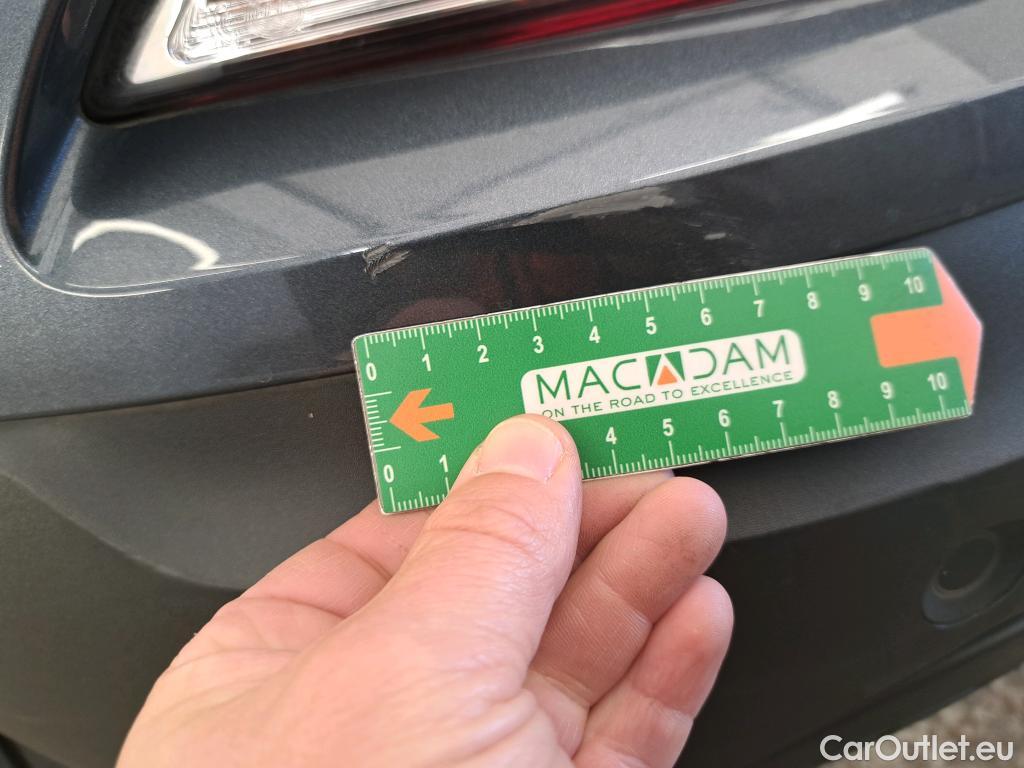 0 1 2 3 4 5 6 7 8 9 10
MACADAM
ON THE ROAD TO EXCELLENCE
0 1 4 5 6 7 8 9 10
CarOutlet.eu